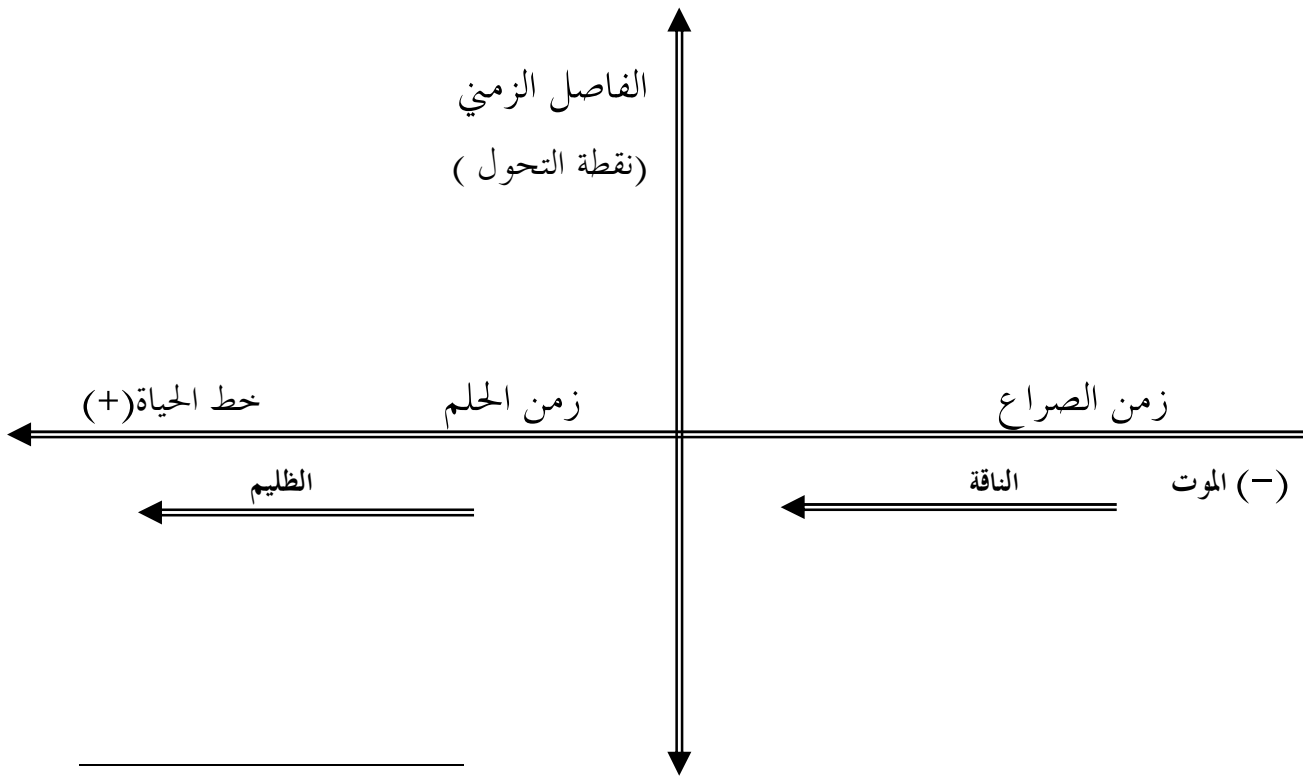 الفاصل الزمني
(نقطة التحول )
زمن الصراع
زمن الحلم
خط الحياة(+)
(–) الموت
الناقة
الظليم